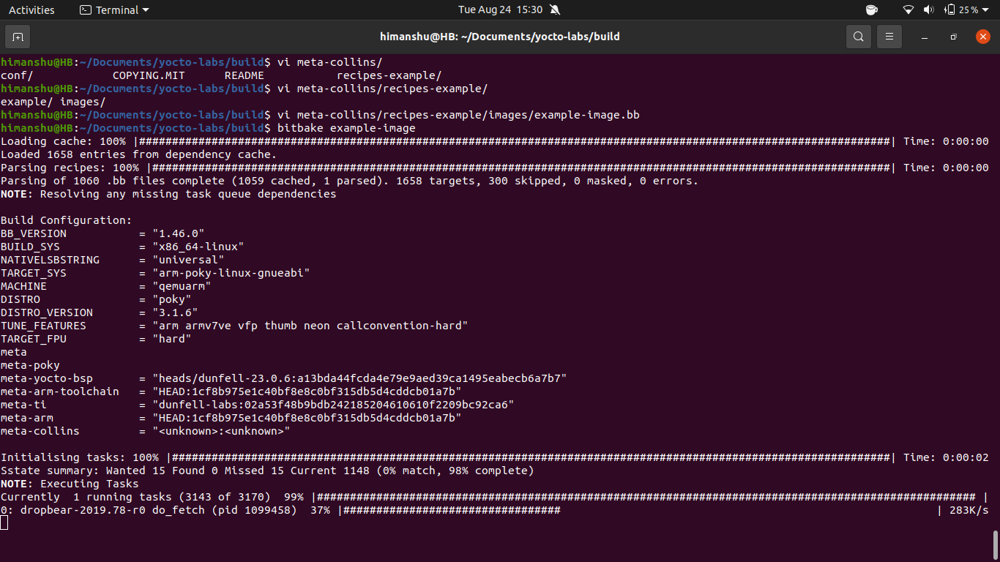 Activities Terminal Tue Aug 24 15:30 25%
himanshu@HB: ~/Documents/yocto-labs/build
himanshu@HB:~/Documents/yocto-labs/build$ vi meta-collins/
conf/ COPYING.MIT README recipes-example/
himanshu@HB:~/Documents/yocto-labs/build$ vi meta-collins/recipes-example/
example/ images/
himanshu@HB:~/Documents/yocto-labs/build$ vi meta-collins/recipes-example/images/example-image.bb
himanshu@HB:~/Documents/yocto-labs/build$ bitbake example-image
Loading cache: 100% |##################################################################################################################| Time: 0:00:00
Loaded 1658 entries from dependency cache.
Parsing recipes: 100% |################################################################################################################| Time: 0:00:00
Parsing of 1060 .bb files complete (1059 cached, 1 parsed). 1658 targets, 300 skipped, 0 masked, 0 errors.
NOTE: Resolving any missing task queue dependencies
Build Configuration:
BB_VERSION = "1.46.0"
BUILD_SYS = "x86_64-linux"
NATIVELSBSTRING = "universal"
TARGET_SYS = "arm-poky-linux-gnueabi"
MACHINE = "qemuarm"
DISTRO = "poky"
DISTRO_VERSION = "3.1.6"
TUNE_FEATURES = "arm armv7ve vfp thumb neon callconvention-hard"
TARGET_FPU = "hard"
meta
meta-poky
meta-yocto-bsp = "heads/dunfell-23.0.6:a13bda44fcda4e79e9aed39ca1495eabecb6a7b7"
meta-arm-toolchain = "HEAD:1cf8b975e1c40bf8e8c0bf315db5d4cddcb01a7b"
meta-ti = "dunfell-labs:02a53f48b9bdb242185204610610f2209bc92ca6"
meta-arm = "HEAD:1cf8b975e1c40bf8e8c0bf315db5d4cddcb01a7b"
meta-collins = "<unknown>:<unknown>"
Initialising tasks: 100% |#############################################################################################################| Time: 0:00:02
Sstate summary: Wanted 15 Found 0 Missed 15 Current 1148 (0% match, 98% complete)
NOTE: Executing Tasks
Currently 1 running tasks (3143 of 3170) 99% |#################################################################################################### |
0: dropbear-2019.78-r0 do_fetch (pid 1099458) 37% |################################# | 283K/s